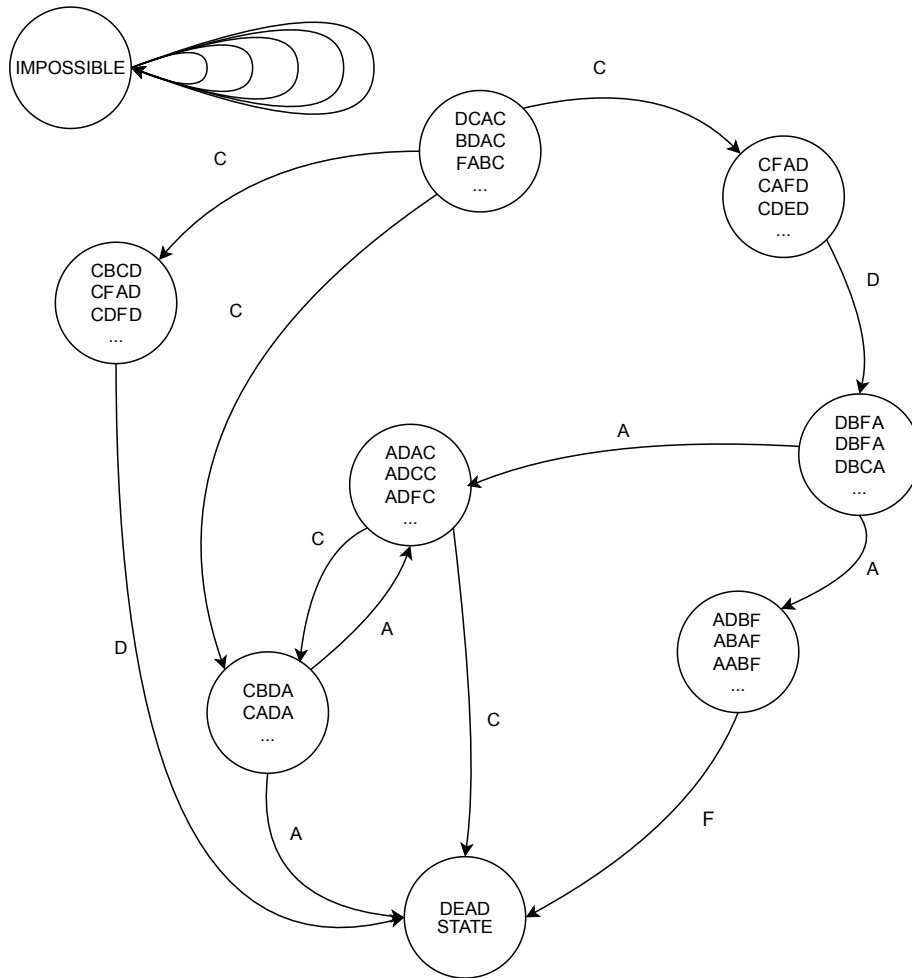 IMPOSSIBLE
C
DCAC
BDAC
FABC
...
C
CFAD
CAFD
CDED
...
CBCD
CFAD
CDFD
...
C
D
DBFA
DBFA
DBCA
...
A
ADAC
ADCC
ADFC
...
C
A
A
ADBF
ABAF
AABF
...
D
CBDA
CADA
...
C
A
F
DEAD
STATE